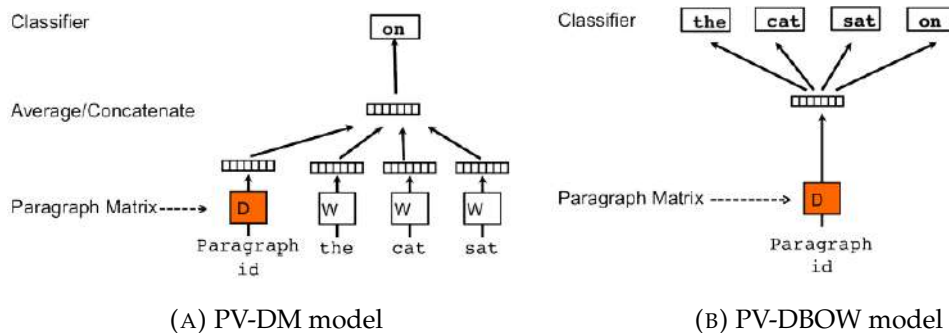 Classifier
on
Average/Concatenate
Paragraph Matrix
D
W
W
W
Paragraph id
the
cat
sat
(A) PV-DM model
Classifier
the
cat
sat
on
Paragraph Matrix
D
Paragraph id
(B) PV-DBOW model